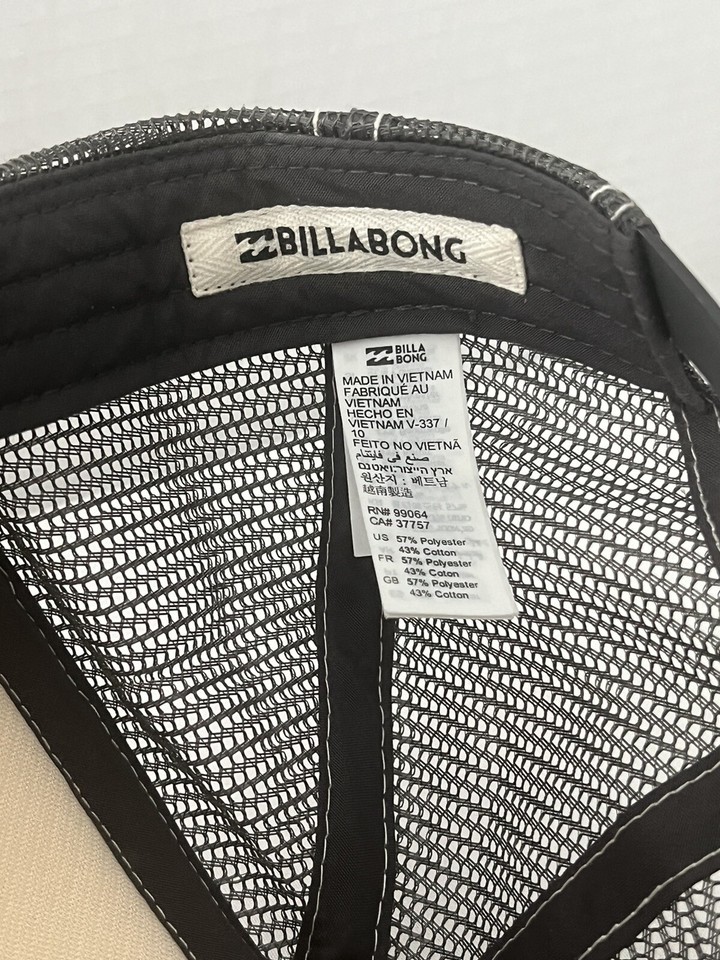 BILLABONG
BILLA
BONG
MADE IN VIETNAM
FABRIQUÉ AU
VIETNAM
HECHO EN
VIETNAM V-337 /
10
FEITO NO VIETNÃ
صنع في فايتنام
ארץ הייצור:ויאטנם
원산지 : 베트남
越南製造
RN# 99064
CA# 37757
US 57% Polyester
43% Cotton
FR 57% Polyester
43% Coton
GB 57% Polyester
43% Cotton